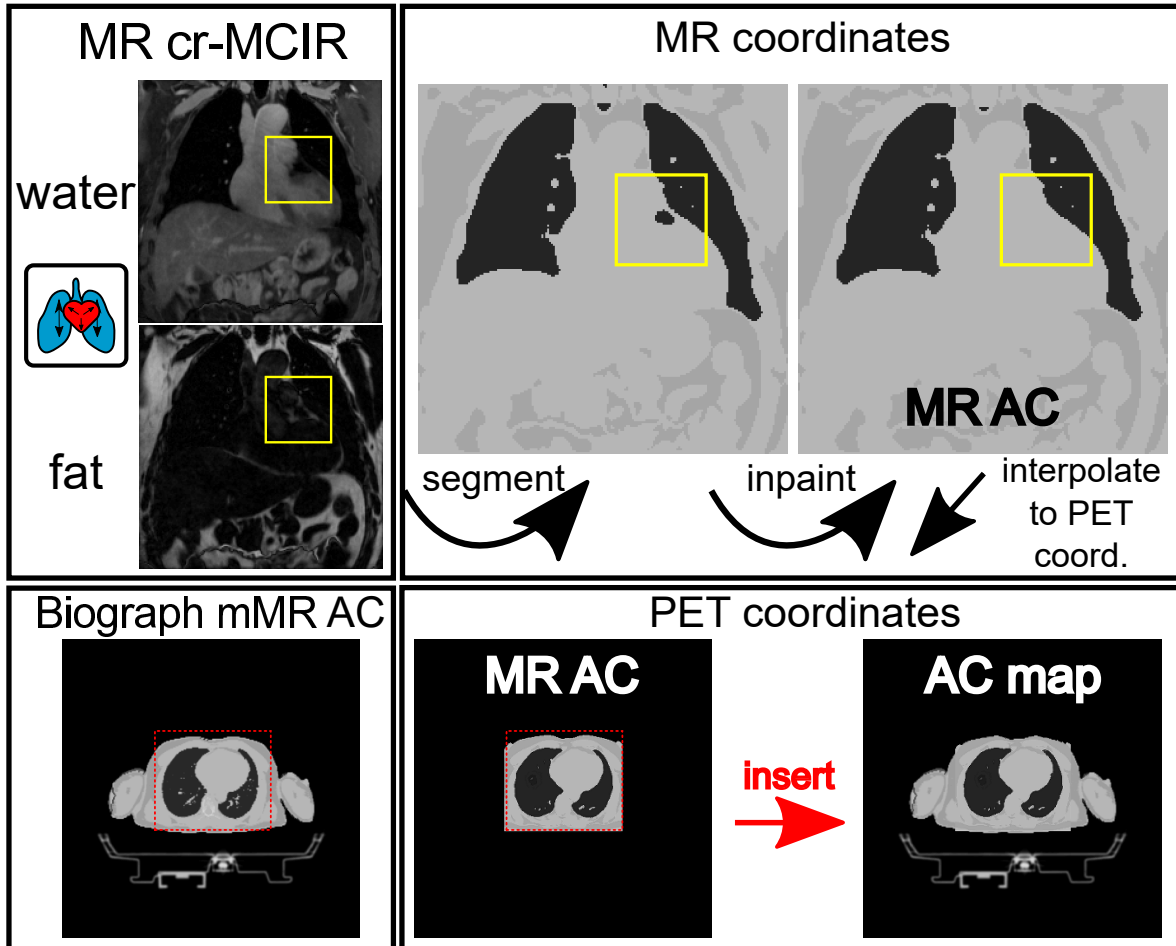 MR cr-MCIR
water
fat
MR coordinates
MR AC
segment
inpaint
interpolate
to PET
coord.
Biograph mMR AC
PET coordinates
MR AC
insert
AC map